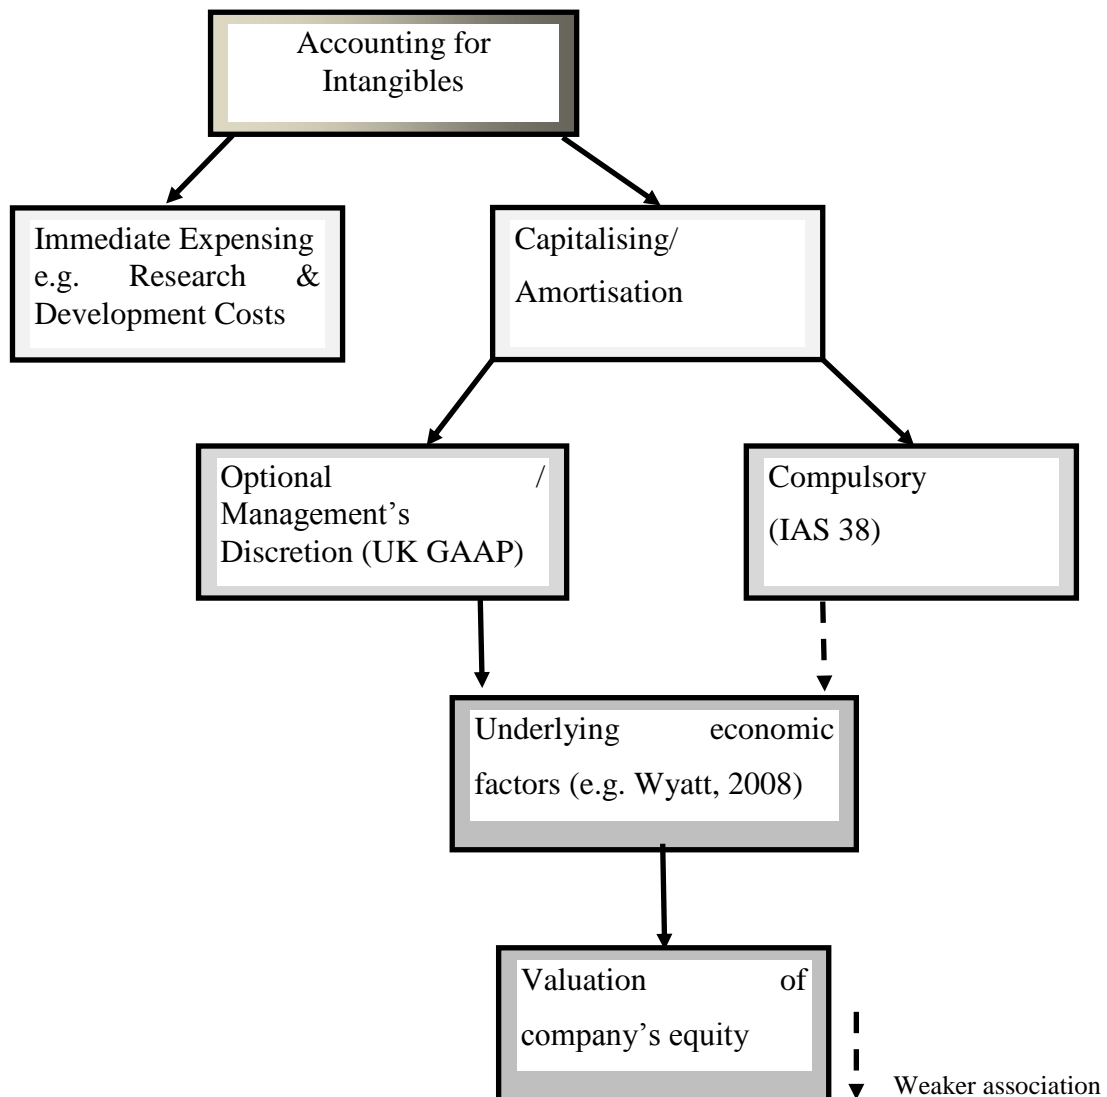 Accounting for
Intangibles
Immediate Expensing
e.g. Research &
Development Costs
Capitalising/
Amortisation
Optional /
Management’s
Discretion (UK GAAP)
Compulsory
(IAS 38)
Underlying economic
factors (e.g. Wyatt, 2008)
Valuation of
company’s equity
Weaker association